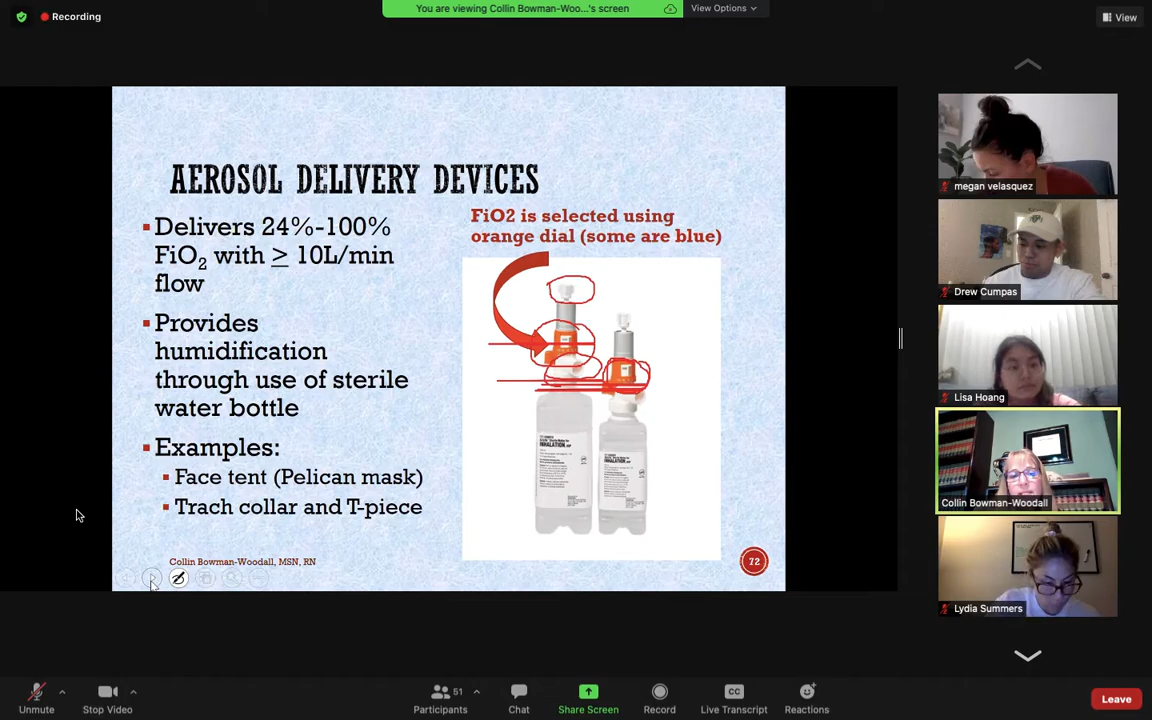 Recording
You are viewing Collin Bowman-Woo...'s screen
View Options
View
AEROSOL DELIVERY DEVICES
Delivers 24%-100%
FiO2 with ≥ 10L/min
flow
Provides
humidification
through use of sterile
water bottle
Examples:
Face tent (Pelican mask)
Trach collar and T-piece
FiO2 is selected using
orange dial (some are blue)
INHALATION
INHALATION
Collin Bowman-Woodall, MSN, RN
72
megan velasquez
Drew Cumpas
Lisa Hoang
Collin Bowman-Woodall
Lydia Summers
Unmute
Stop Video
51
Participants
Chat
Share Screen
Record
CC
Live Transcript
Reactions
Leave